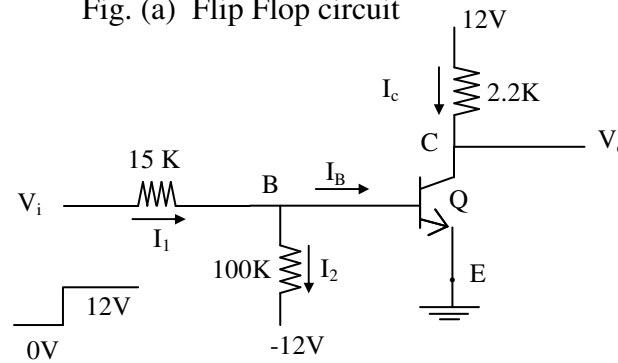 Fig. (a) Flip Flop circuit
12V
I_c
2.2K
C
15 K
B
I_B
V_i
Q
I_1
100K
I_2
E
12V
-12V
0V